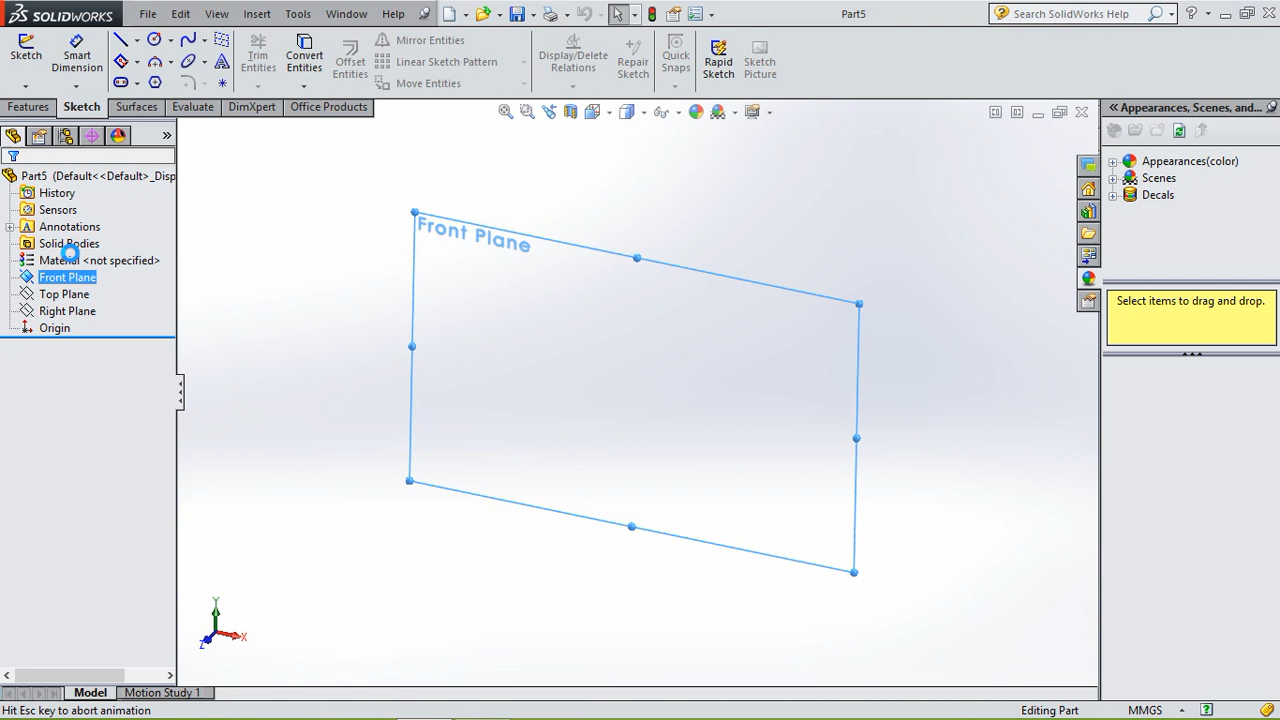 SOLIDWORKS File Edit View Insert Tools Window Help Part5 Search SolidWorks Help
Sketch Smart Dimension Trim Entities Convert Entities Offset Entities Mirror Entities Linear Sketch Pattern Move Entities Display/Delete Relations Repair Sketch Quick Snaps Rapid Sketch Sketch Picture
Features Sketch Surfaces Evaluate DimXpert Office Products
Appearances, Scenes, and...
Part5 (Default<<Default>_Disp
History
Sensors
Annotations
Solid Bodies
Material <not specified>
Front Plane
Top Plane
Right Plane
Origin
Front Plane
Y
X
Z
Appearances(color)
Scenes
Decals
Select items to drag and drop.
Model Motion Study 1
Hit Esc key to abort animation Editing Part MMGS